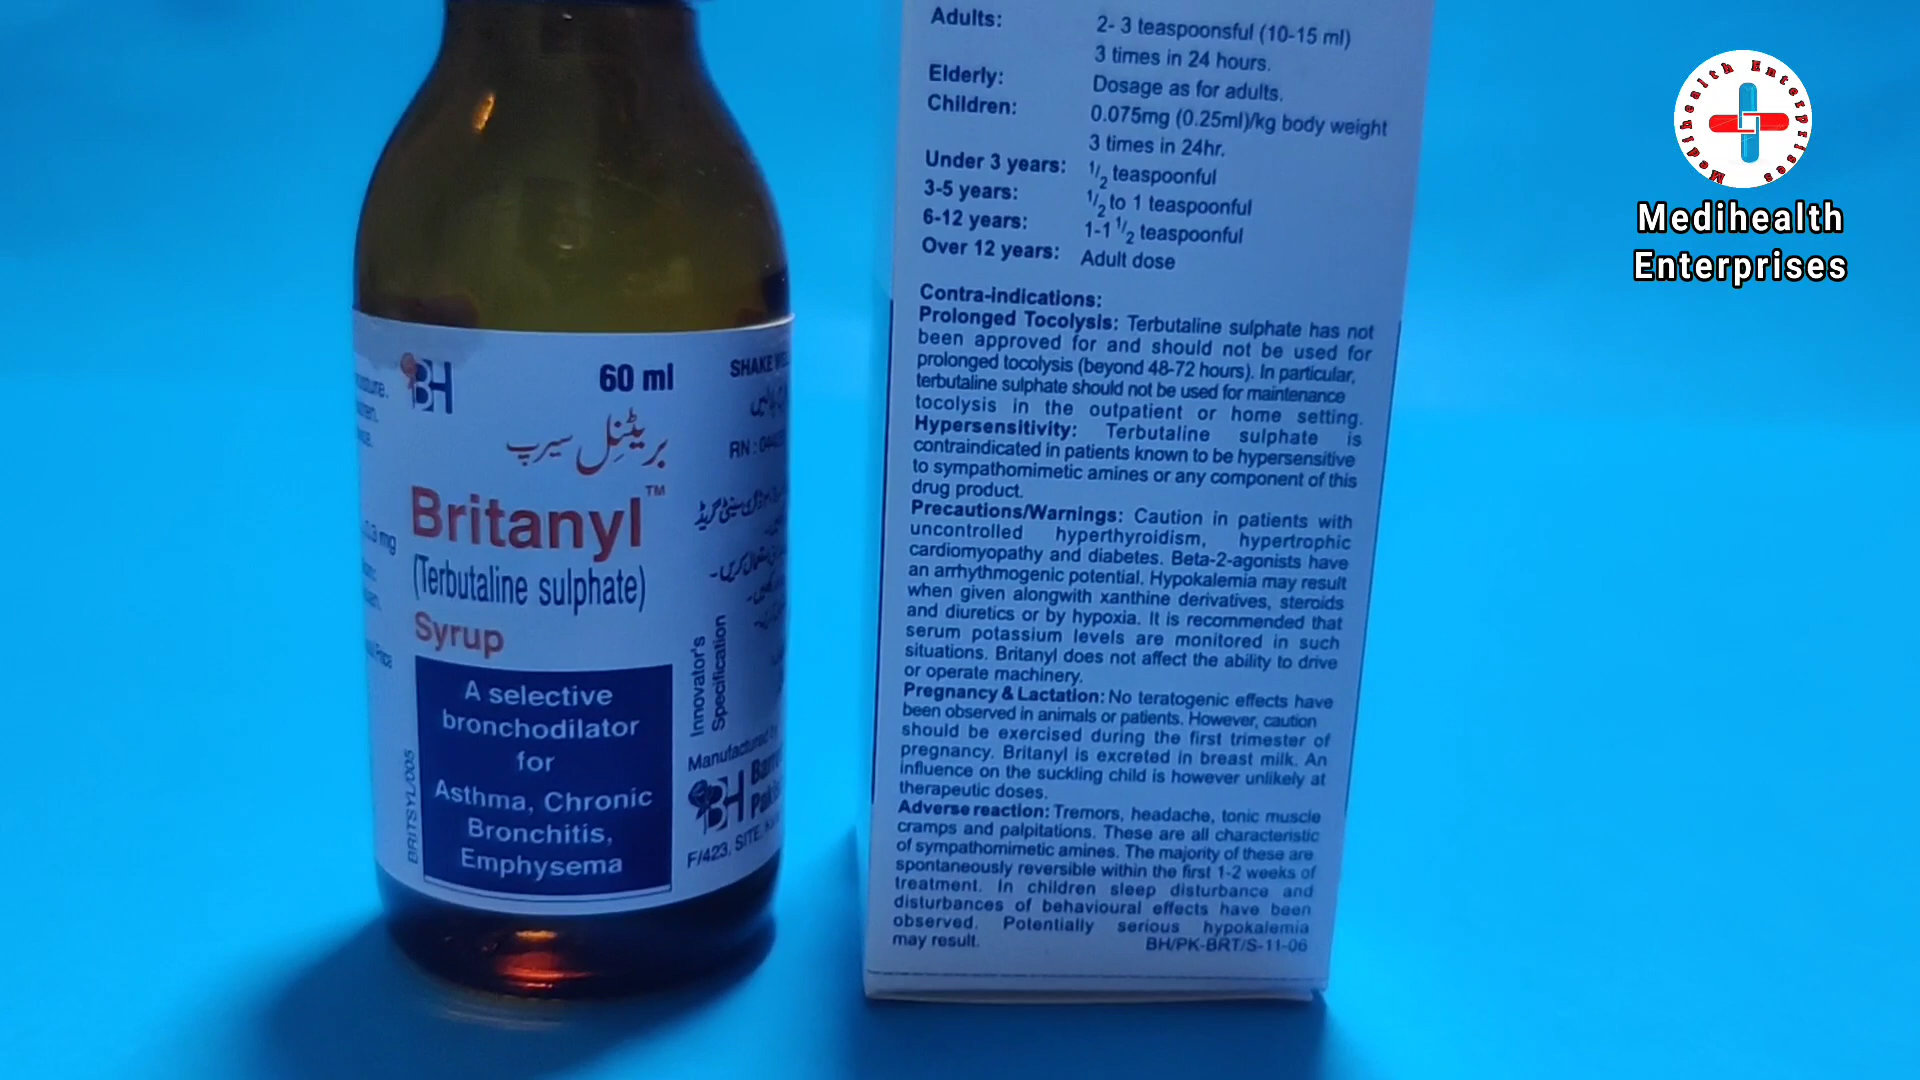 BH
60 ml
SHAKE
بریٹنل سیرپ
RN :
Britanyl™
(Terbutaline sulphate)
Syrup
A selective
bronchodilator
for
Asthma, Chronic
Bronchitis,
Emphysema
BRITSYL/005
Innovator's
Specification
Manufactured by
BH
F/423, SITE,
0.3 mg
Adults: 2- 3 teaspoonsful (10-15 ml)
3 times in 24 hours.
Elderly: Dosage as for adults.
Children: 0.075mg (0.25ml)/kg body weight
3 times in 24hr.
Under 3 years: 1/2 teaspoonful
3-5 years: 1/2 to 1 teaspoonful
6-12 years: 1-1 1/2 teaspoonful
Over 12 years: Adult dose
Contra-indications:
Prolonged Tocolysis: Terbutaline sulphate has not
been approved for and should not be used for
prolonged tocolysis (beyond 48-72 hours). In particular,
terbutaline sulphate should not be used for maintenance
tocolysis in the outpatient or home setting.
Hypersensitivity: Terbutaline sulphate is
contraindicated in patients known to be hypersensitive
to sympathomimetic amines or any component of this
drug product.
Precautions/Warnings: Caution in patients with
uncontrolled hyperthyroidism, hypertrophic
cardiomyopathy and diabetes. Beta-2-agonists have
an arrhythmogenic potential. Hypokalemia may result
when given alongwith xanthine derivatives, steroids
and diuretics or by hypoxia. It is recommended that
serum potassium levels are monitored in such
situations. Britanyl does not affect the ability to drive
or operate machinery.
Pregnancy & Lactation: No teratogenic effects have
been observed in animals or patients. However, caution
should be exercised during the first trimester of
pregnancy. Britanyl is excreted in breast milk. An
influence on the suckling child is however unlikely at
therapeutic doses.
Adverse reaction: Tremors, headache, tonic muscle
cramps and palpitations. These are all characteristic
of sympathomimetic amines. The majority of these are
spontaneously reversible within the first 1-2 weeks of
treatment. In children sleep disturbance and
disturbances of behavioural effects have been
observed. Potentially serious hypokalemia
may result. BH/PK-BRT/S-11-06
Medihealth Enterprises
Medihealth
Enterprises